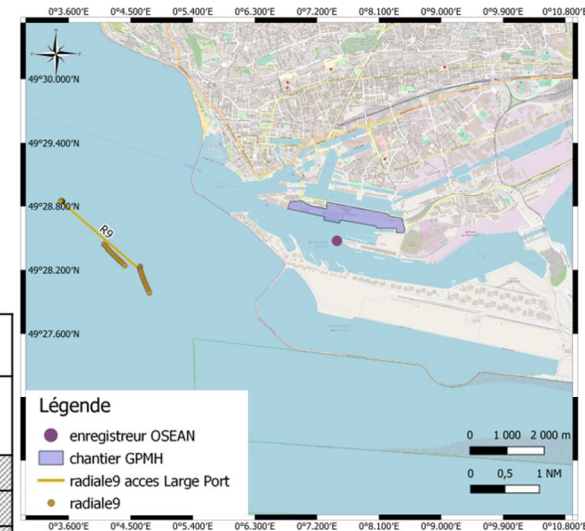 0°3.600'E 0°4.500'E 0°5.400'E 0°6.300'E 0°7.200'E 0°8.100'E 0°9.000'E 0°9.900'E 0°10.800'E
49°30.000'N
49°29.400'N
49°28.800'N
R9
49°28.200'N
49°27.600'N
Légende
enregistreur OSEAN
chantier GPMH
radiale9 acces Large Port
radiale9
0 1 000 2 000 m
0 0,5 1 NM
0°3.600'E 0°4.500'E 0°5.400'E 0°6.300'E 0°7.200'E 0°8.100'E 0°9.000'E 0°9.900'E 0°10.800'E